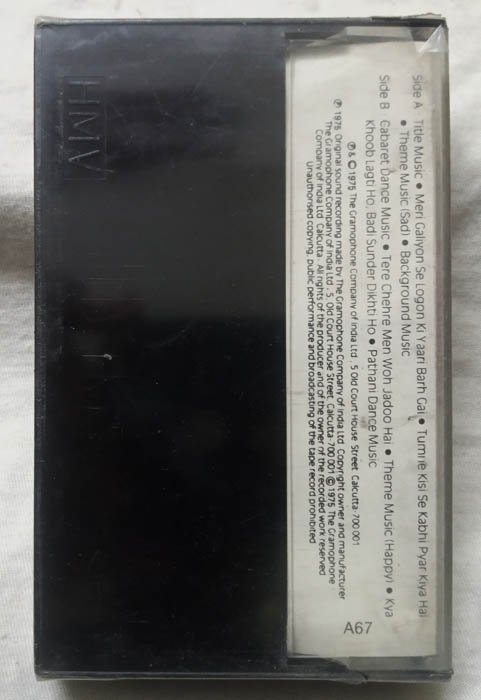 HMV
Side A Title Music • Meri Galiyon Se Logon Ki Yaari Barh Gai • Tumne Kisi Se Kabhi Pyar Kiya Hai
• Theme Music (Sad) • Background Music
Side B Cabaret Dance Music • Tere Chehre Men Woh Jadoo Hai • Theme Music (Happy) • Kya
Khoob Lagti Ho, Badi Sunder Dikhti Ho • Pathani Dance Music
℗ & © 1975 The Gramophone Company of India Ltd., 5 Old Court House Street Calcutta-700 001
℗ 1975 Original sound recording made by The Gramophone Company of India Ltd Copyright owner and manufacturer
The Gramophone Company of India Ltd., 5, Old Court House Street, Calcutta-700 001 © 1975 The Gramophone
Company of India Ltd Calcutta. All rights of the producer and of the owner of the recorded work reserved
Unauthorised copying, public performance and broadcasting of the tape record prohibited
A67